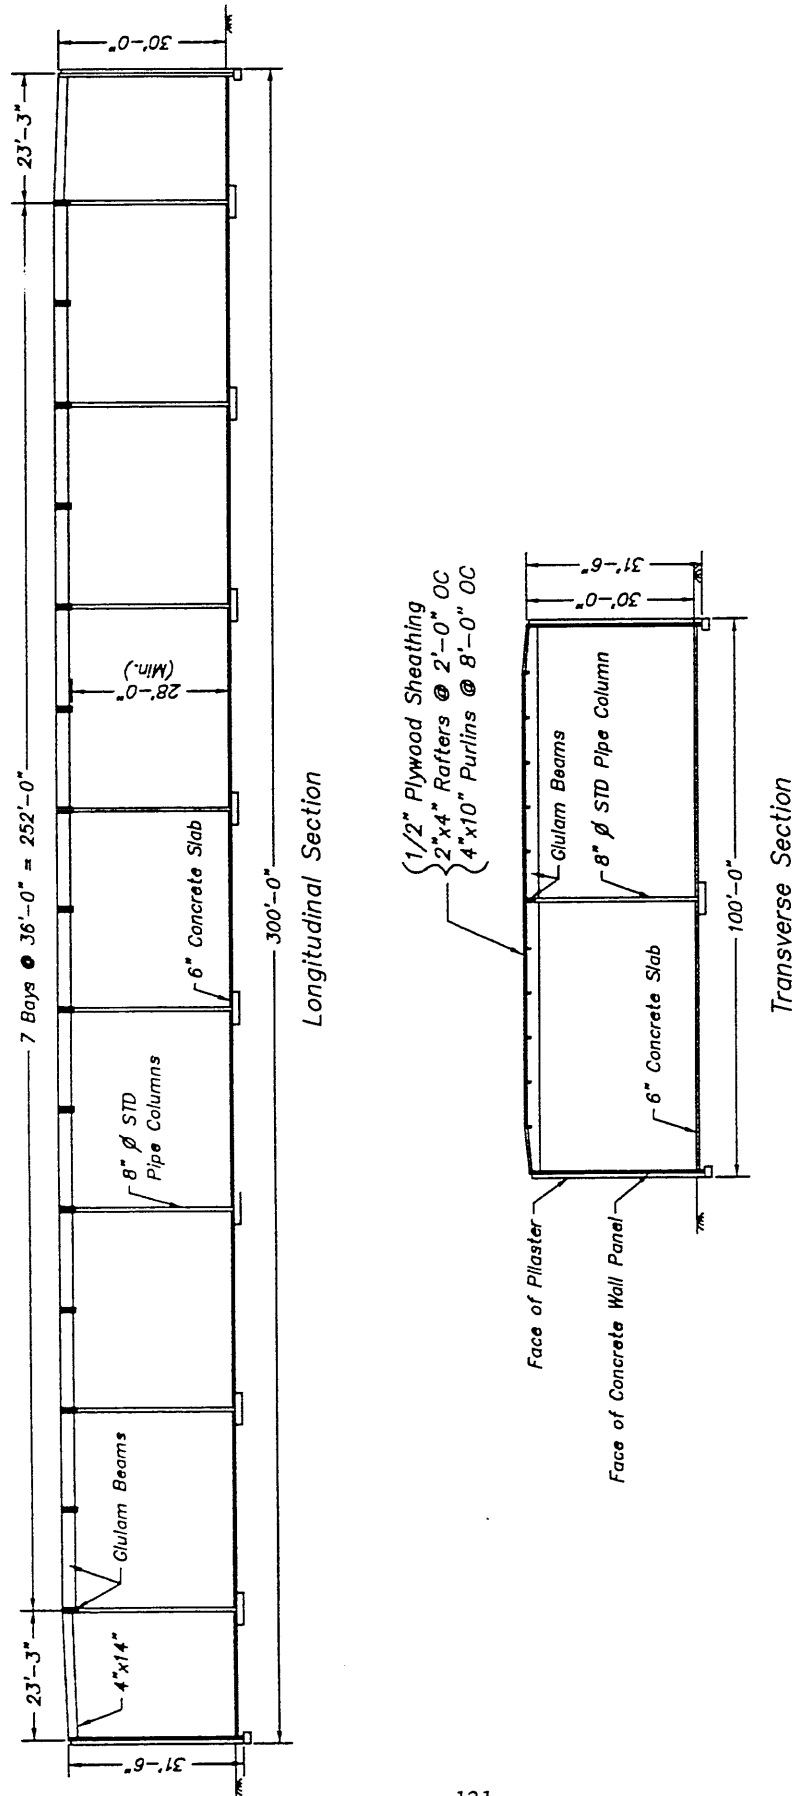 23'-3"
7 Bays @ 36'-0" = 252'-0"
23'-3"
31'-6"
4"x14"
Glulam Beams
8" Ø STD
Pipe Columns
6" Concrete Slab
28'-0"
(Min.)
30'-0"
300'-0"
Longitudinal Section
1/2" Plywood Sheathing
2"x4" Rafters @ 2'-0" OC
4"x10" Purlins @ 8'-0" OC
Face of Pilaster
Face of Concrete Wall Panel
6" Concrete Slab
Glulam Beams
8" Ø STD Pipe Column
30'-0"
31'-6"
100'-0"
Transverse Section
121